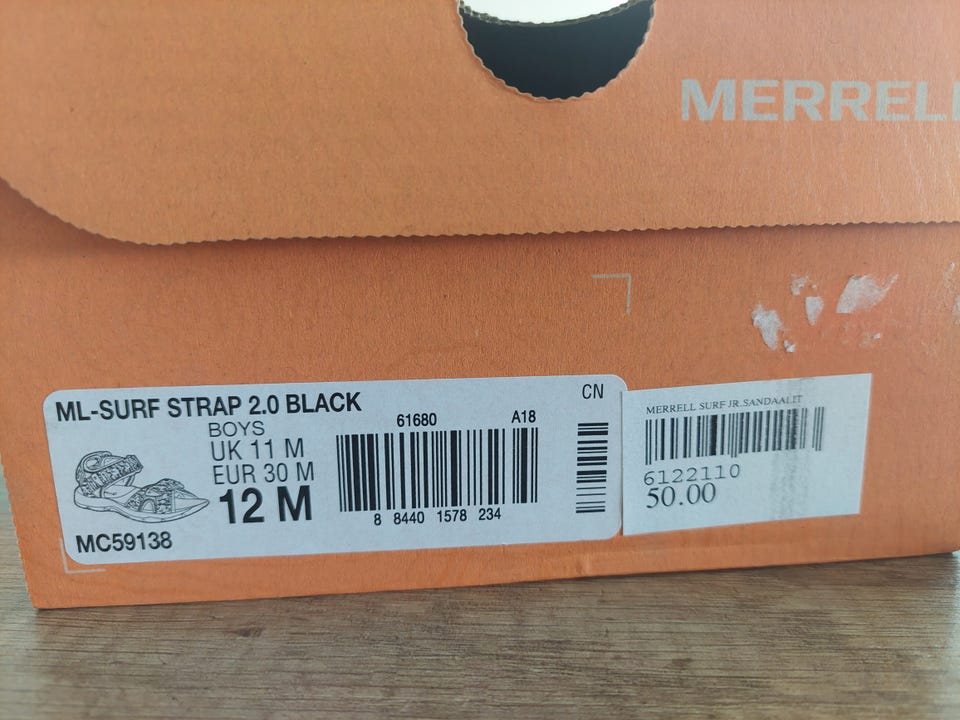 MERRELL
ML-SURF STRAP 2.0 BLACK
CN
BOYS
UK 11 M
EUR 30 M
12 M
61680
A18
8 8440 1578 234
MC59138
MERRELL SURF JR.SANDAALIT
6122110
50.00